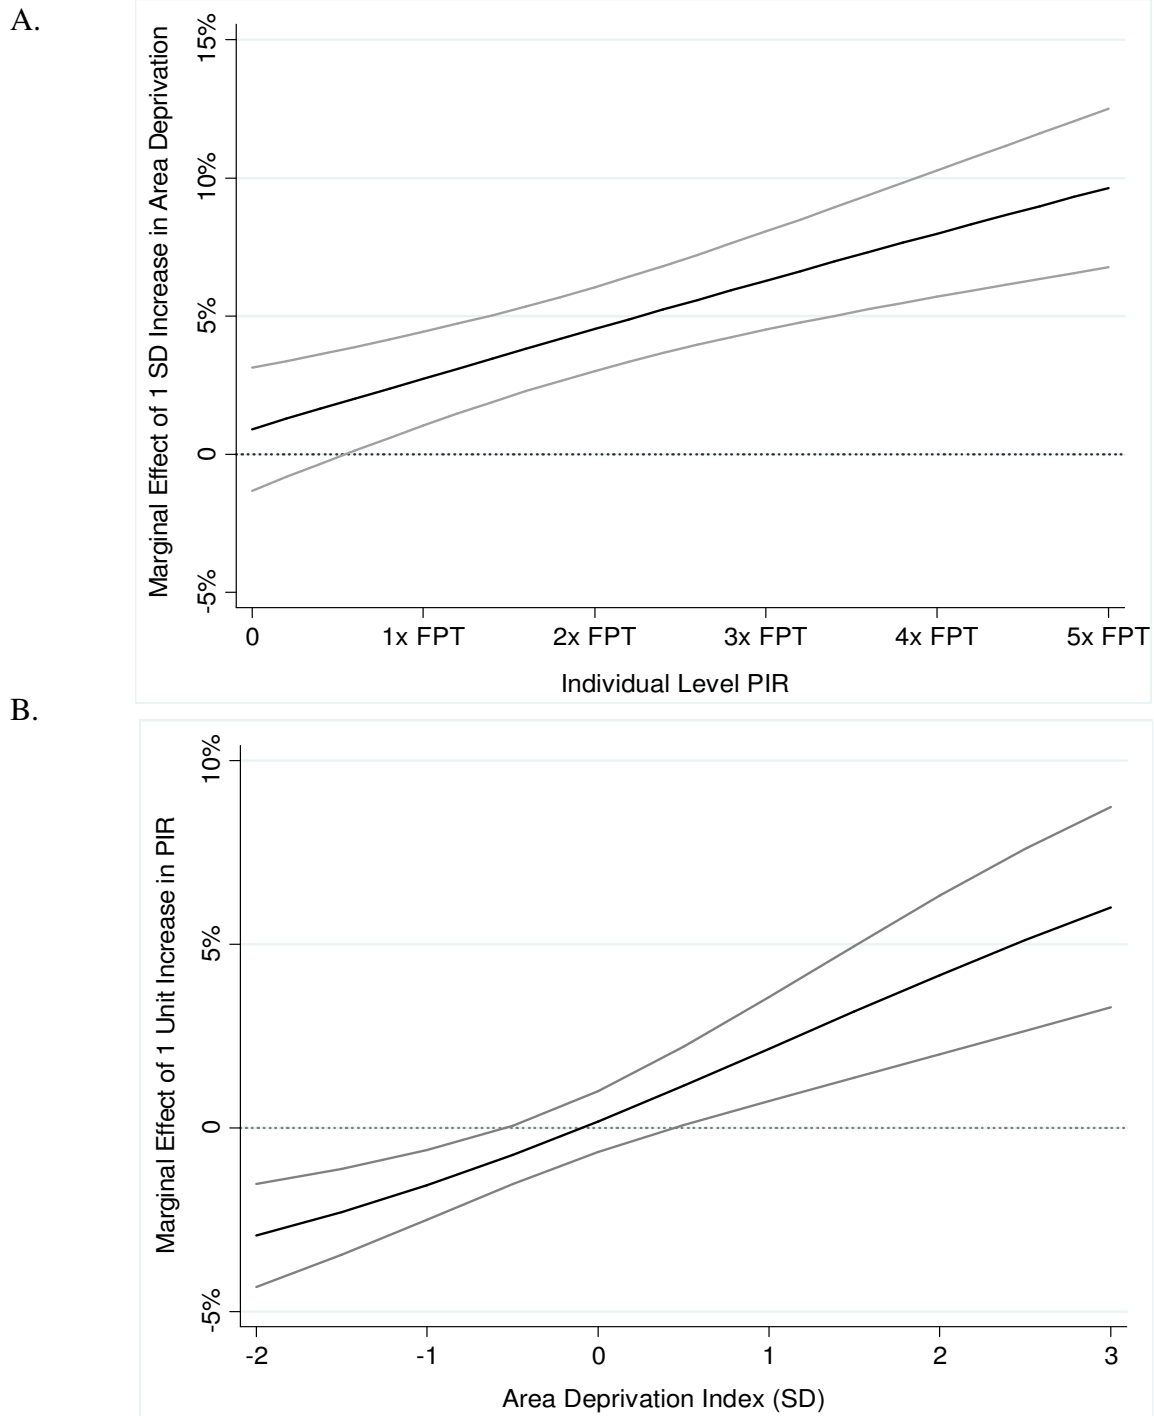 A.
Marginal Effect of 1 SD Increase in Area Deprivation
15%
10%
5%
0
-5%
0 1x FPT 2x FPT 3x FPT 4x FPT 5x FPT
Individual Level PIR
B.
Marginal Effect of 1 Unit Increase in PIR
10%
5%
0
-5%
-2 -1 0 1 2 3
Area Deprivation Index (SD)